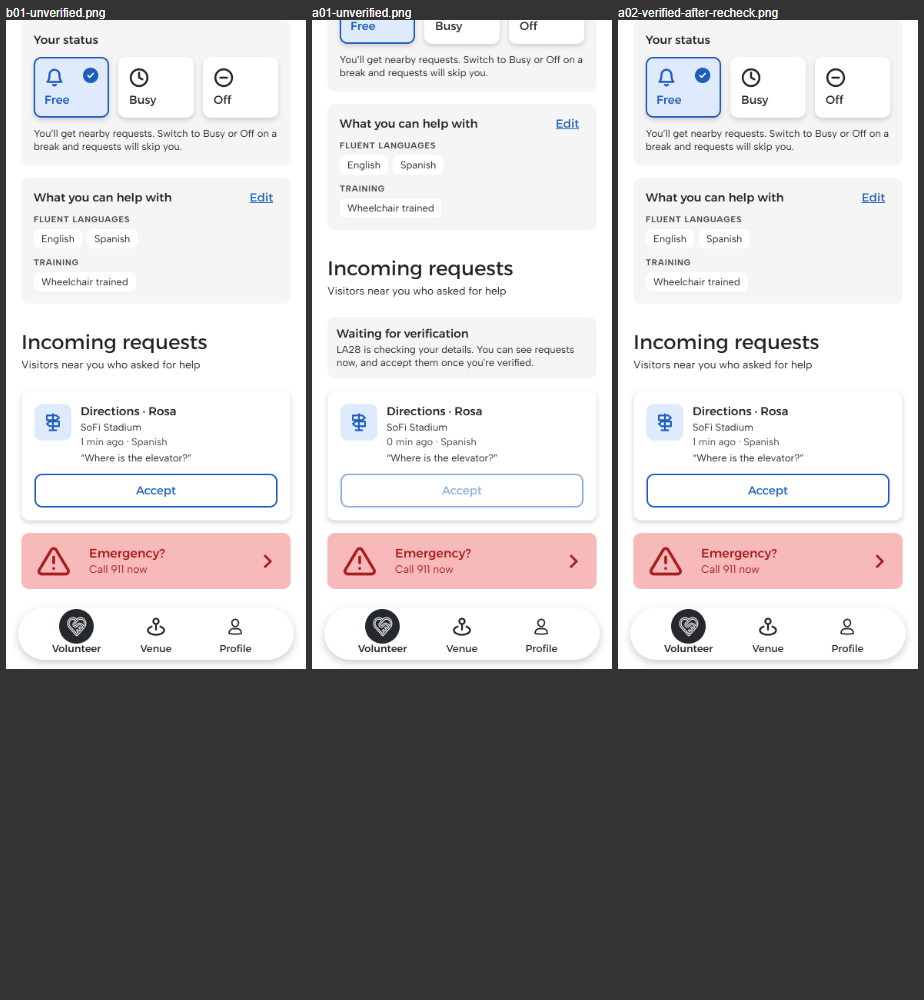 b01-unverified.png
Your status
Free
Busy
Off
You'll get nearby requests. Switch to Busy or Off on a
break and requests will skip you.
What you can help with
Edit
FLUENT LANGUAGES
English
Spanish
TRAINING
Wheelchair trained
Incoming requests
Visitors near you who asked for help
Directions · Rosa
SoFi Stadium
1 min ago · Spanish
“Where is the elevator?”
Accept
Emergency?
Call 911 now
Volunteer
Venue
Profile
a01-unverified.png
Free
Busy
Off
You'll get nearby requests. Switch to Busy or Off on a
break and requests will skip you.
What you can help with
Edit
FLUENT LANGUAGES
English
Spanish
TRAINING
Wheelchair trained
Incoming requests
Visitors near you who asked for help
Waiting for verification
LA28 is checking your details. You can see requests
now, and accept them once you're verified.
Directions · Rosa
SoFi Stadium
0 min ago · Spanish
“Where is the elevator?”
Accept
Emergency?
Call 911 now
Volunteer
Venue
Profile
a02-verified-after-recheck.png
Your status
Free
Busy
Off
You'll get nearby requests. Switch to Busy or Off on a
break and requests will skip you.
What you can help with
Edit
FLUENT LANGUAGES
English
Spanish
TRAINING
Wheelchair trained
Incoming requests
Visitors near you who asked for help
Directions · Rosa
SoFi Stadium
1 min ago · Spanish
“Where is the elevator?”
Accept
Emergency?
Call 911 now
Volunteer
Venue
Profile